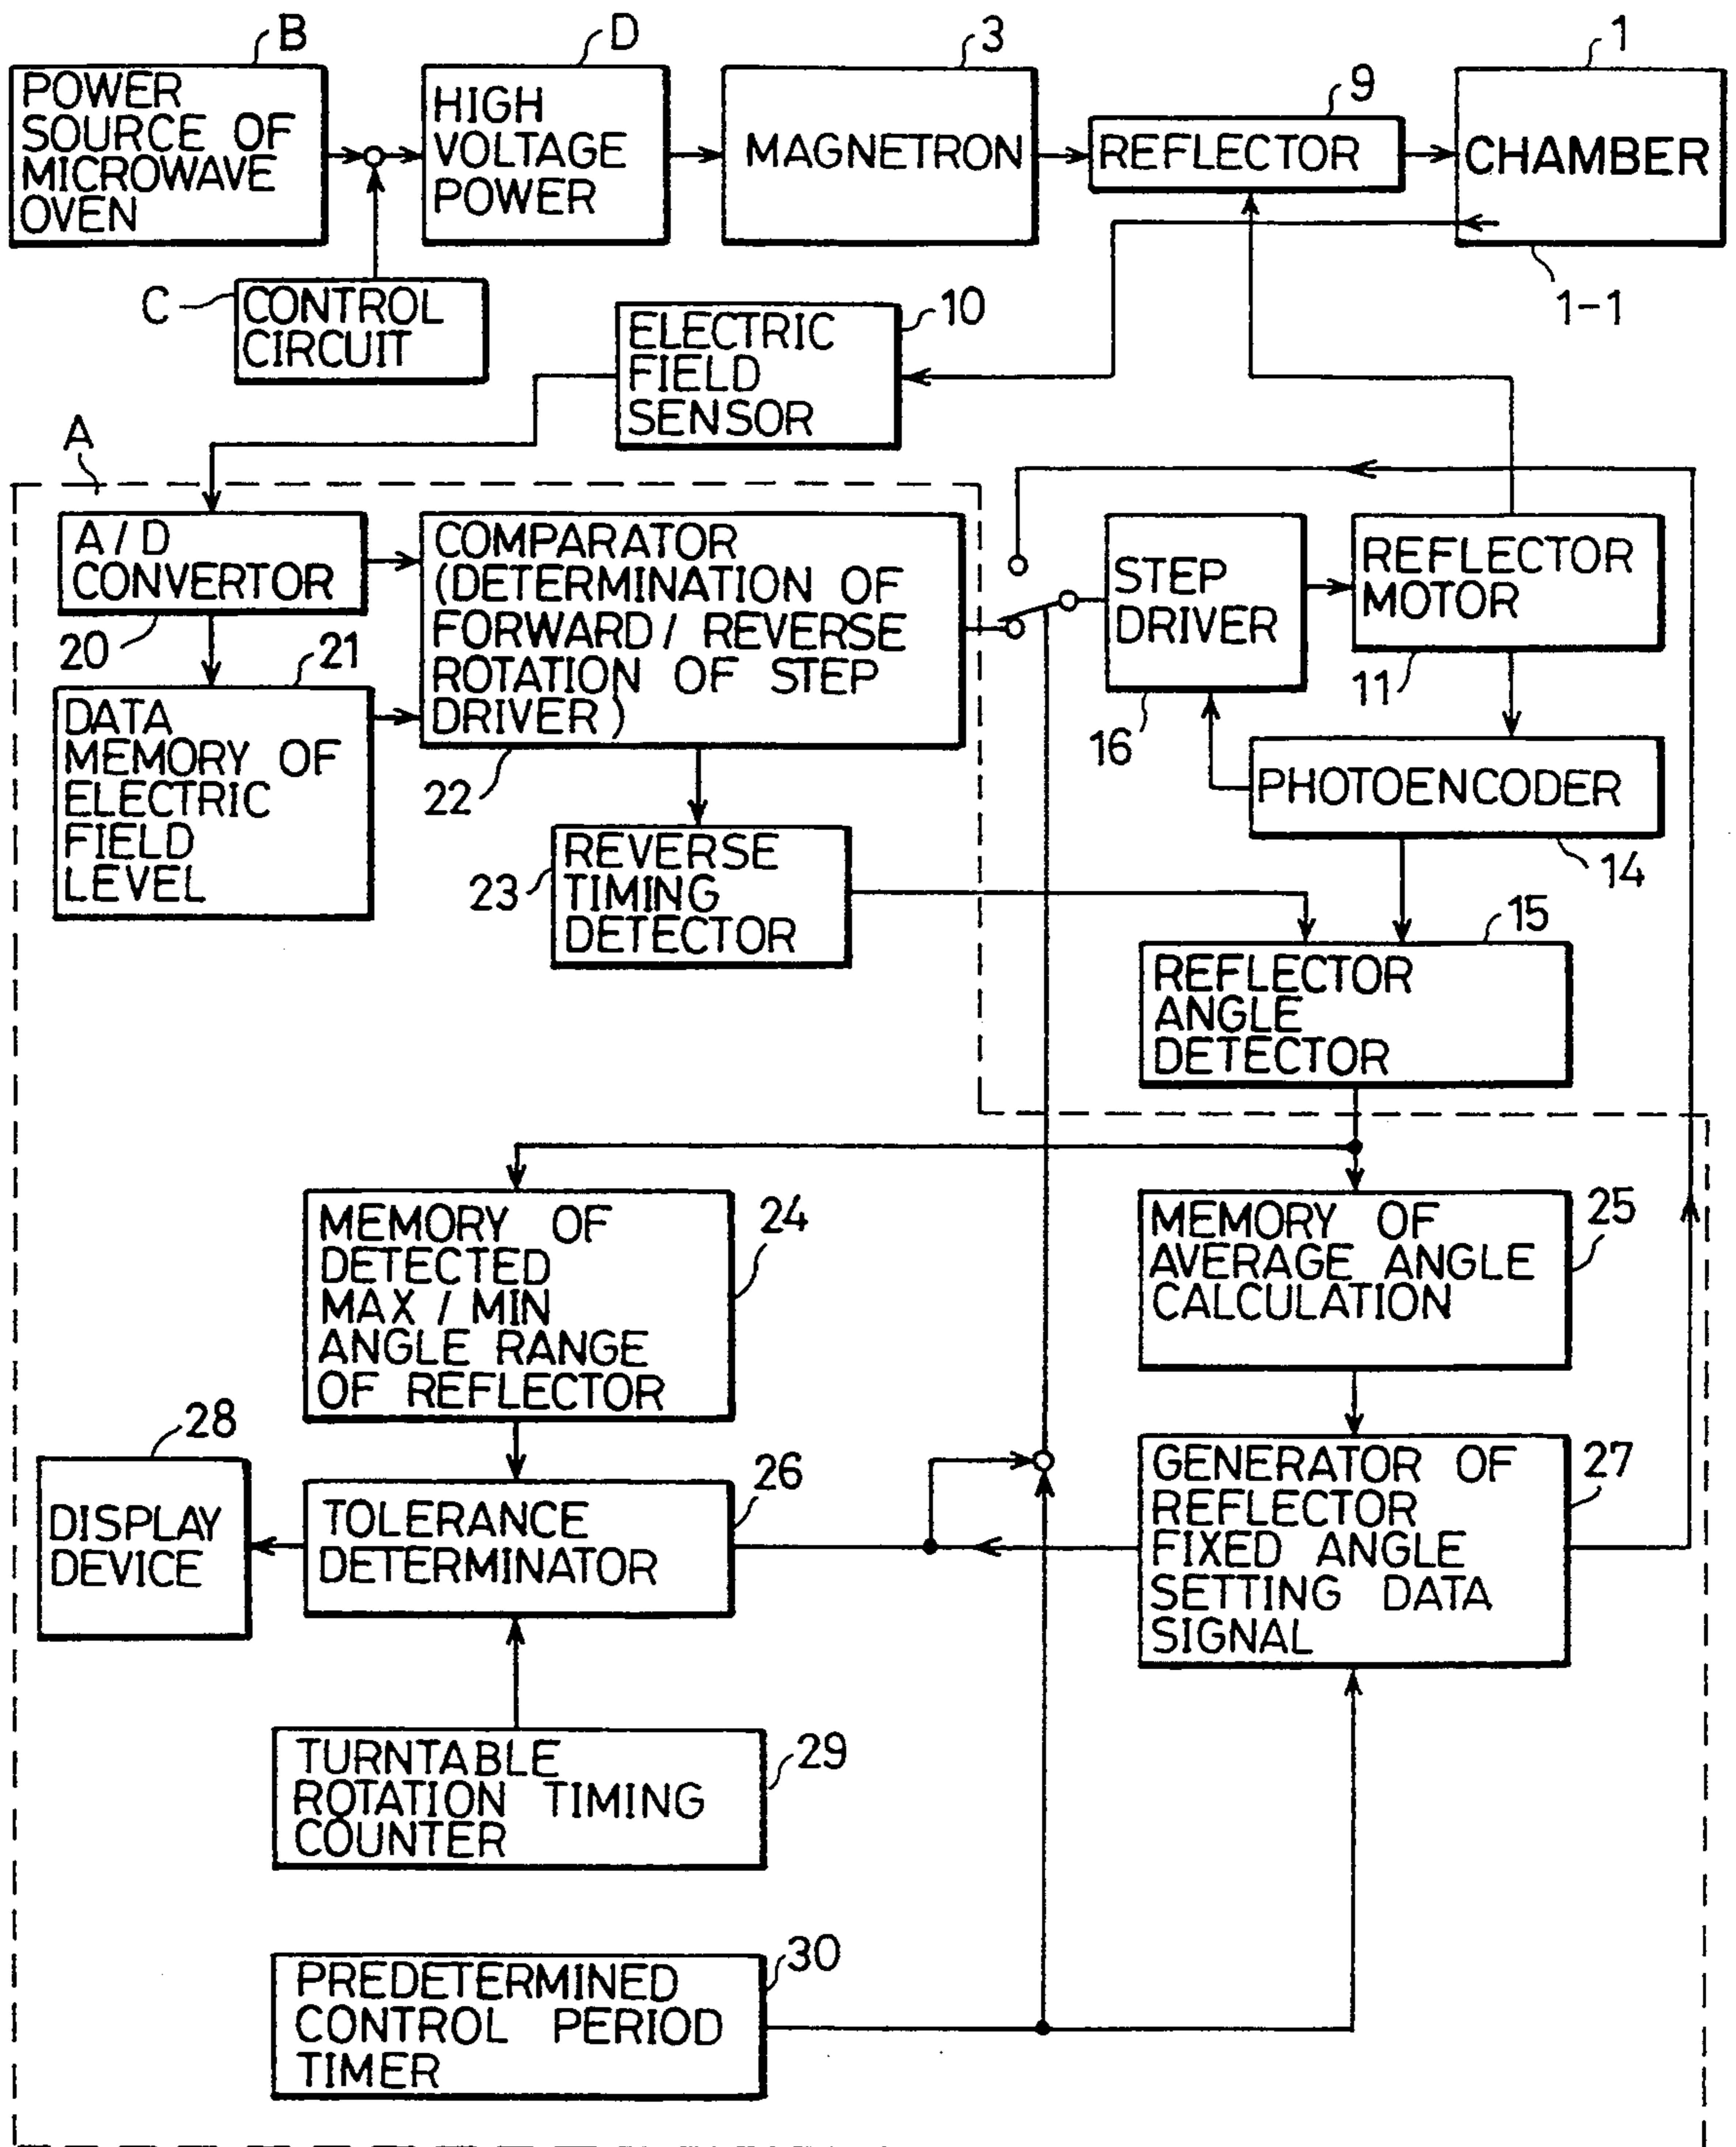 B
D
3
1
POWER
SOURCE OF
MICROWAVE
OVEN
HIGH
VOLTAGE
POWER
MAGNETRON
9
REFLECTOR
CHAMBER
1-1
C
CONTROL
CIRCUIT
10
ELECTRIC
FIELD
SENSOR
A
A/D
CONVERTOR
20
21
DATA
MEMORY OF
ELECTRIC
FIELD
LEVEL
COMPARATOR
(DETERMINATION OF
FORWARD / REVERSE
ROTATION OF STEP
DRIVER)
22
STEP
DRIVER
16
REFLECTOR
MOTOR
11
PHOTOENCODER
14
23
REVERSE
TIMING
DETECTOR
15
REFLECTOR
ANGLE
DETECTOR
24
MEMORY OF
DETECTED
MAX / MIN
ANGLE RANGE
OF REFLECTOR
25
MEMORY OF
AVERAGE ANGLE
CALCULATION
28
DISPLAY
DEVICE
26
TOLERANCE
DETERMINATOR
27
GENERATOR OF
REFLECTOR
FIXED ANGLE
SETTING DATA
SIGNAL
29
TURNTABLE
ROTATION TIMING
COUNTER
30
PREDETERMINED
CONTROL PERIOD
TIMER